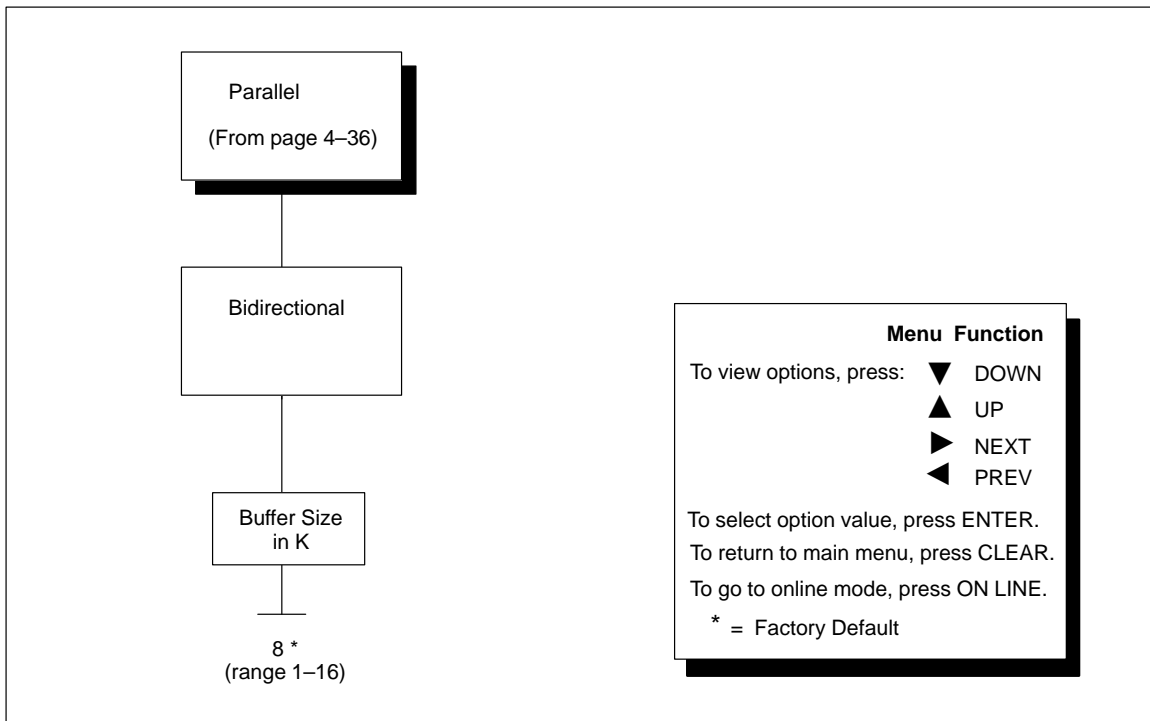 Parallel
(From page 4–36)
Bidirectional
Buffer Size
in K
8 *
(range 1–16)
Menu Function
To view options, press: ▼ DOWN
▲ UP
► NEXT
◄ PREV
To select option value, press ENTER.
To return to main menu, press CLEAR.
To go to online mode, press ON LINE.
* = Factory Default